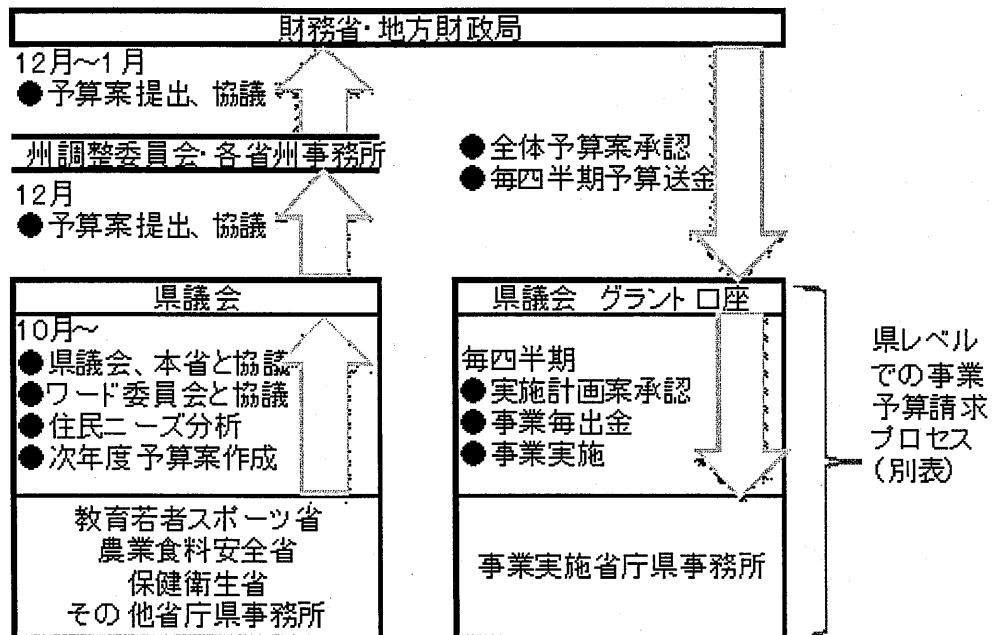 財務省・地方財政局
12月～1月
●予算案提出、協議
州調整委員会・各省州事務所
12月
●予算案提出、協議
県議会
10月～
●県議会、本省と協議
●ワード委員会と協議
●住民ニーズ分析
●次年度予算案作成
教育若者スポーツ省
農業食料安全省
保健衛生省
その他省庁県事務所
●全体予算案承認
●毎四半期予算送金
県議会 グラント口座
毎四半期
●実施計画案承認
●事業毎出金
●事業実施
事業実施省庁県事務所
県レベル
での事業
予算請求
プロセス
(別表)